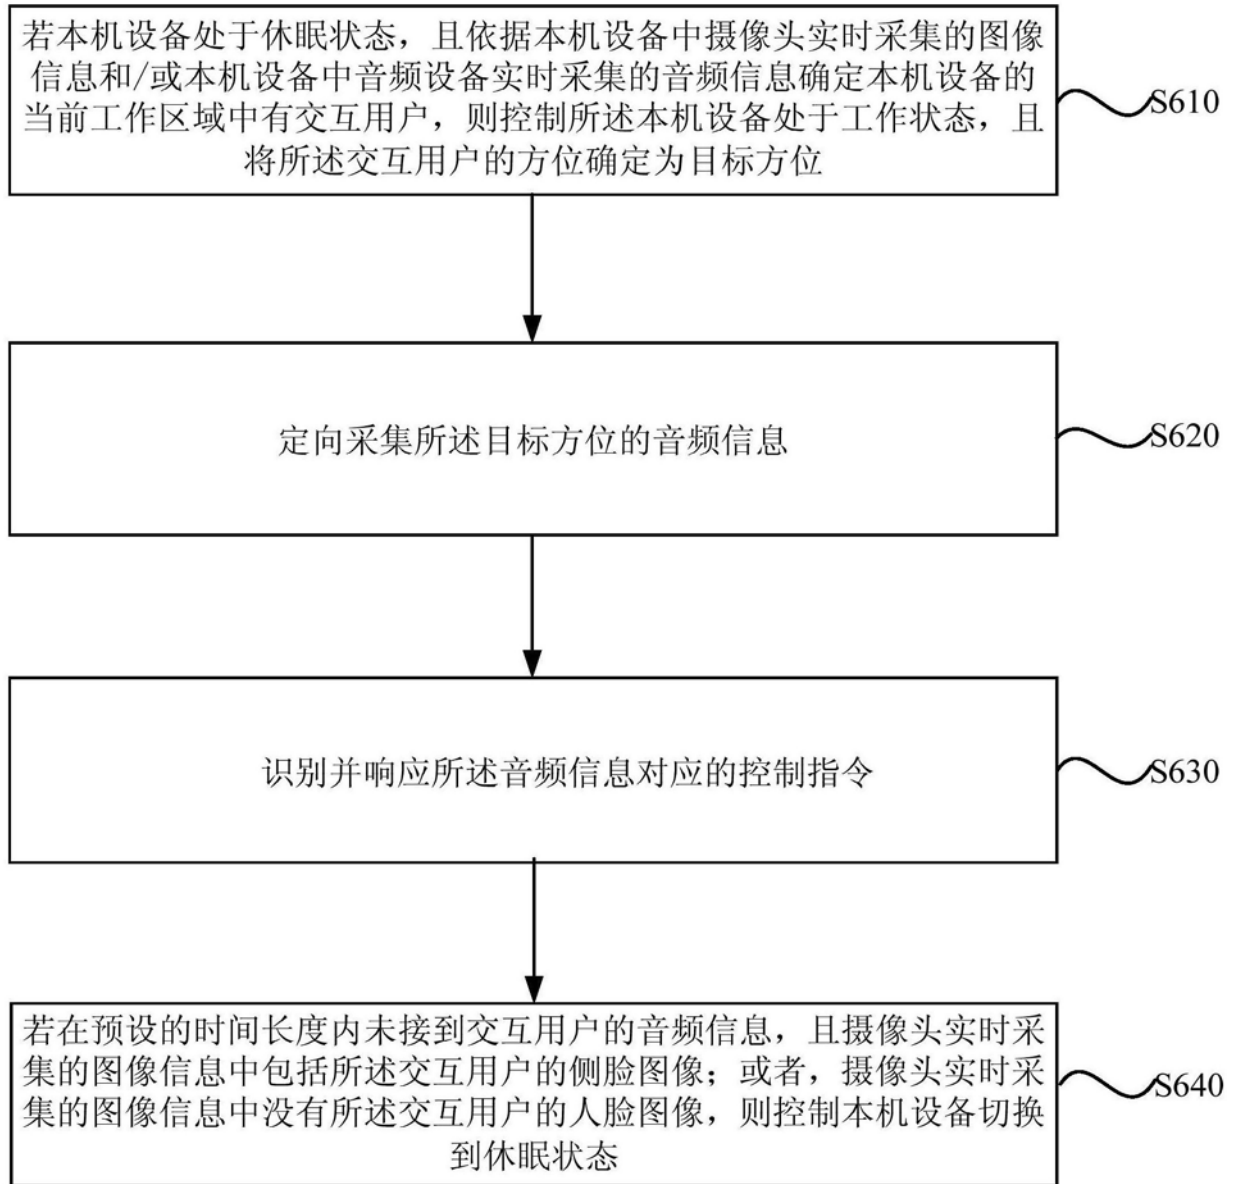 若本机设备处于休眠状态，且依据本机设备中摄像头实时采集的图像
信息和/或本机设备中音频设备实时采集的音频信息确定本机设备的
当前工作区域中有交互用户，则控制所述本机设备处于工作状态，且
将所述交互用户的方位确定为目标方位
S610
定向采集所述目标方位的音频信息
S620
识别并响应所述音频信息对应的控制指令
S630
若在预设的时间长度内未接到交互用户的音频信息，且摄像头实时采
集的图像信息中包括所述交互用户的侧脸图像；或者，摄像头实时采
集的图像信息中没有所述交互用户的人脸图像，则控制本机设备切换
到休眠状态
S640